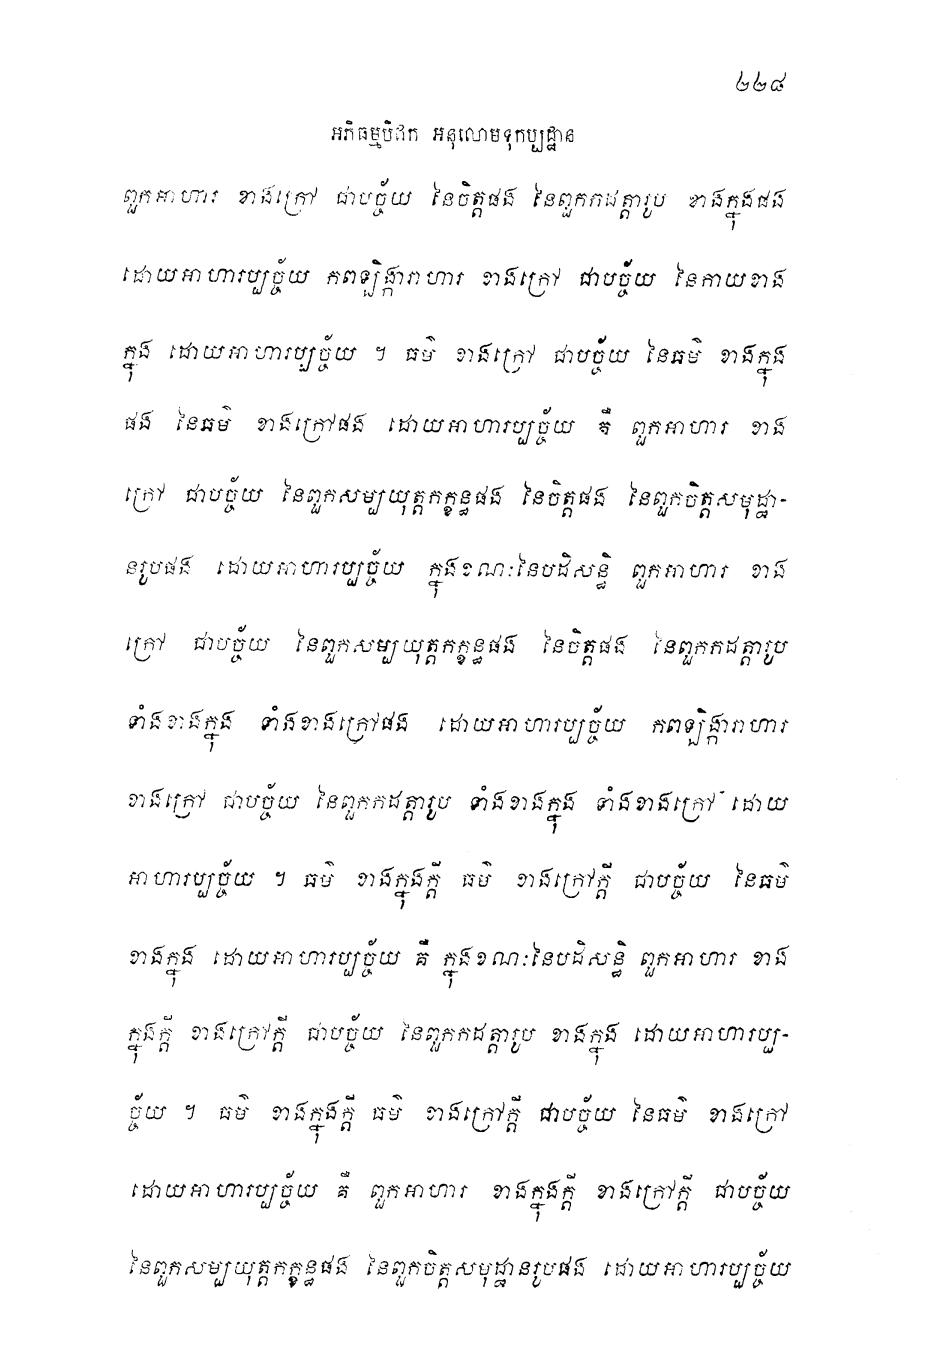 ២២៨
អភិធម្មបិដក អនុលោមទុកប្បដ្ឋាន
ពួកអាហារ ខាងក្រៅ ជាបច្ច័យ នៃចិត្តផង នៃពួកកដត្តារូប ខាងក្នុងផង
ដោយអាហារប្បច្ច័យ កពឡិង្ការាហារ ខាងក្រៅ ជាបច្ច័យ នៃកាយខាង
ក្នុង ដោយអាហារប្បច្ច័យ ។ ធម៌ ខាងក្រៅ ជាបច្ច័យ នៃធម៌ ខាងក្នុង
ផង នៃធម៌ ខាងក្រៅផង ដោយអាហារប្បច្ច័យ គឺ ពួកអាហារ ខាង
ក្រៅ ជាបច្ច័យ នៃពួកសម្បយុត្តកក្ខន្ធផង នៃចិត្តផង នៃពួកចិត្តសមុដ្ឋា-
នរូបផង ដោយអាហារប្បច្ច័យ ក្នុងខណៈនៃបដិសន្ធិ ពួកអាហារ ខាង
ក្រៅ ជាបច្ច័យ នៃពួកសម្បយុត្តកក្ខន្ធផង នៃចិត្តផង នៃពួកកដត្តារូប
ទាំងខាងក្នុង ទាំងខាងក្រៅផង ដោយអាហារប្បច្ច័យ កពឡិង្ការាហារ
ខាងក្រៅ ជាបច្ច័យ នៃពួកកដត្តារូប ទាំងខាងក្នុង ទាំងខាងក្រៅ ដោយ
អាហារប្បច្ច័យ ។ ធម៌ ខាងក្នុងក្តី ធម៌ ខាងក្រៅក្តី ជាបច្ច័យ នៃធម៌
ខាងក្នុង ដោយអាហារប្បច្ច័យ គឺ ក្នុងខណៈនៃបដិសន្ធិ ពួកអាហារ ខាង
ក្នុងក្តី ខាងក្រៅក្តី ជាបច្ច័យ នៃពួកកដត្តារូប ខាងក្នុង ដោយអាហារប្ប-
ច្ច័យ ។ ធម៌ ខាងក្នុងក្តី ធម៌ ខាងក្រៅក្តី ជាបច្ច័យ នៃធម៌ ខាងក្រៅ
ដោយអាហារប្បច្ច័យ គឺ ពួកអាហារ ខាងក្នុងក្តី ខាងក្រៅក្តី ជាបច្ច័យ
នៃពួកសម្បយុត្តកក្ខន្ធផង នៃពួកចិត្តសមុដ្ឋានរូបផង ដោយអាហារប្បច្ច័យ